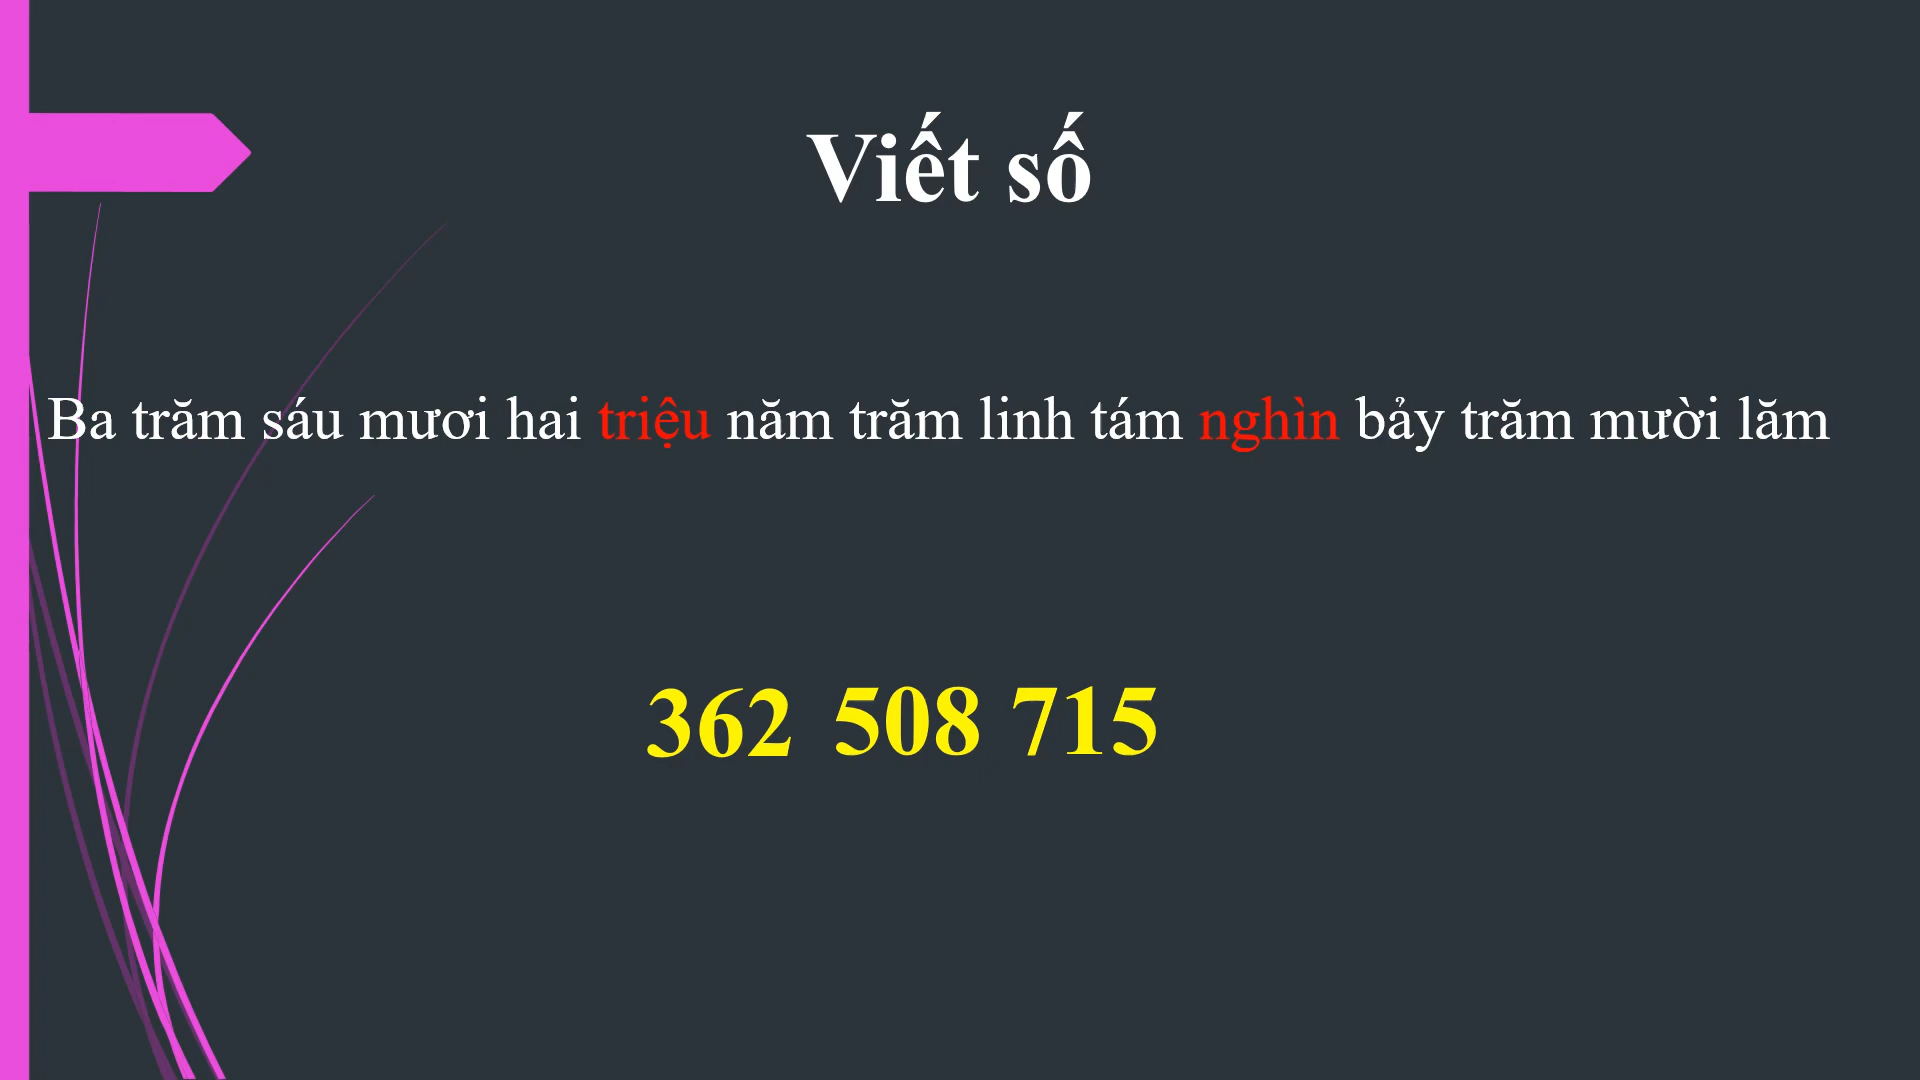 Viết số
Ba trăm sáu mươi hai triệu năm trăm linh tám nghìn bảy trăm mười lăm
362 508 715